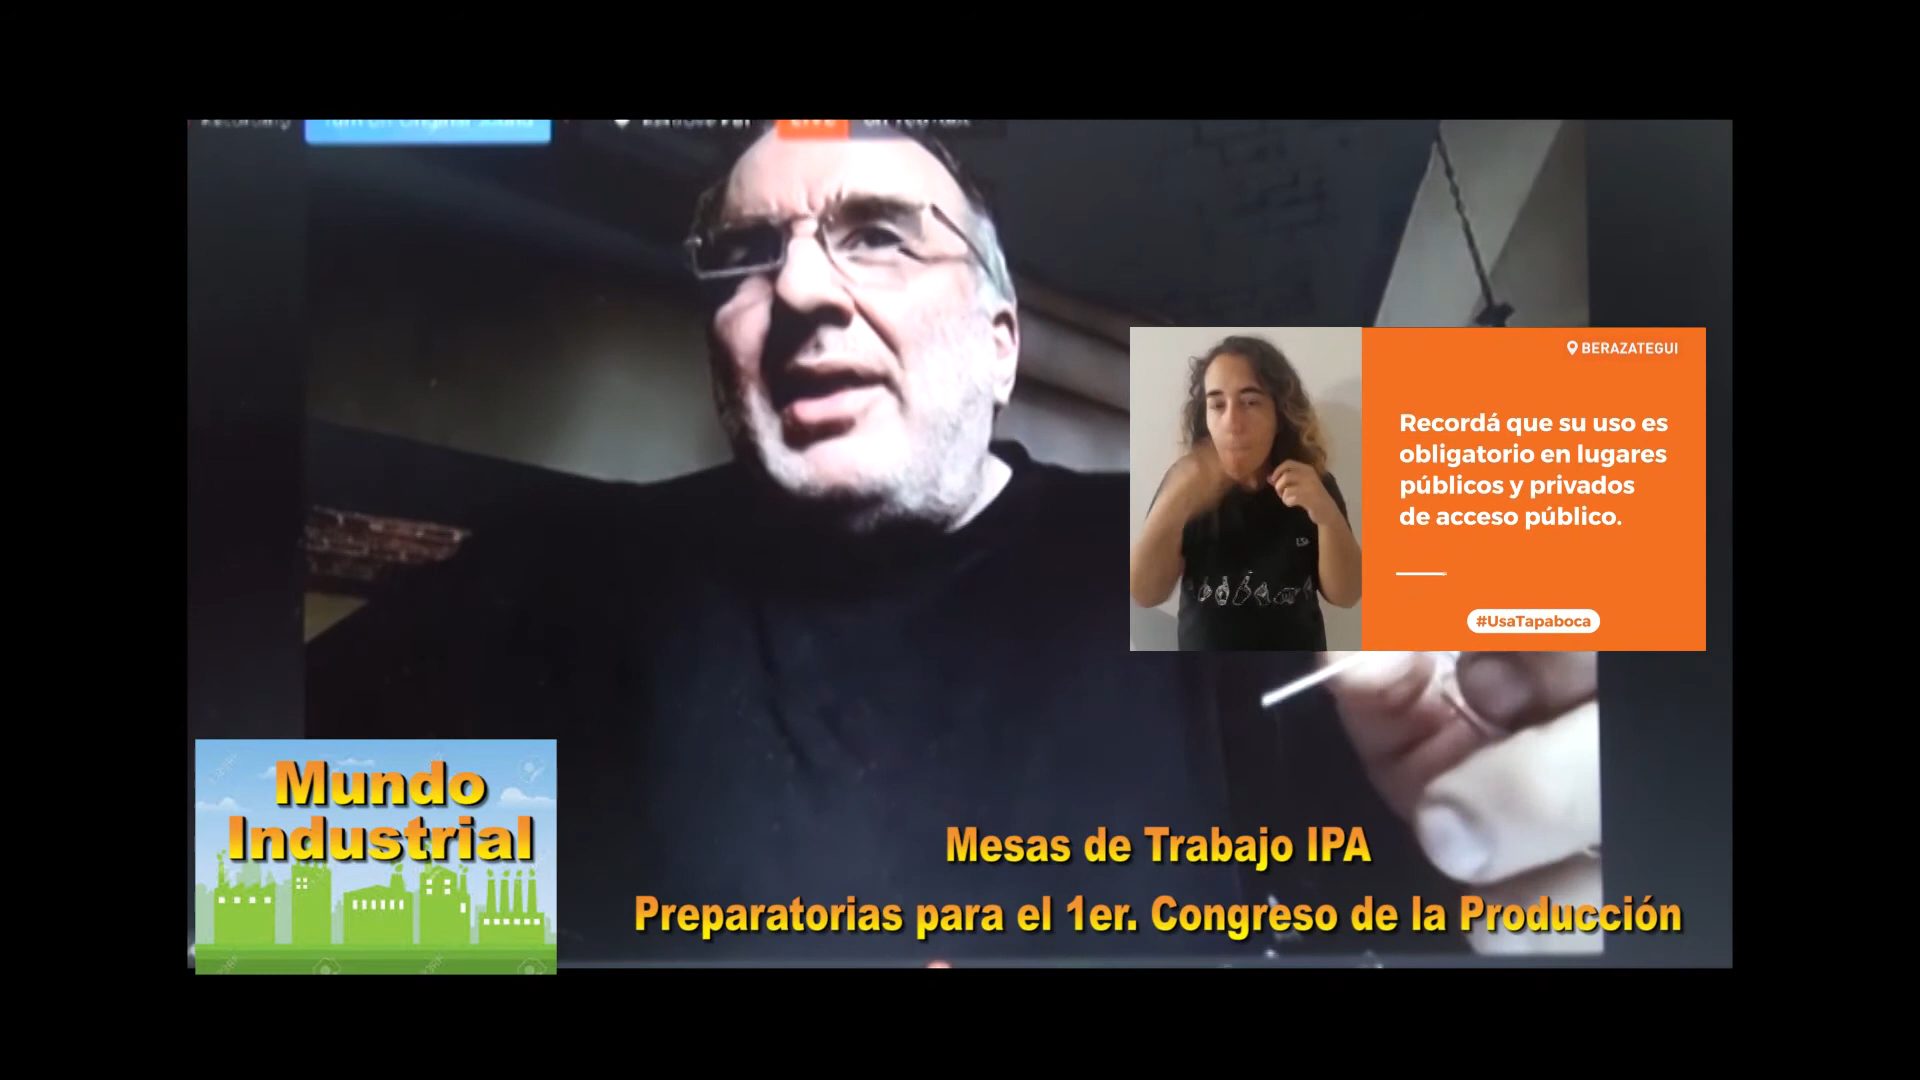 BERAZATEGUI
Recordá que su uso es
obligatorio en lugares
públicos y privados
de acceso público.
#UsaTapaboca
Mundo
Industrial
Mesas de Trabajo IPA
Preparatorias para el 1er. Congreso de la Producción